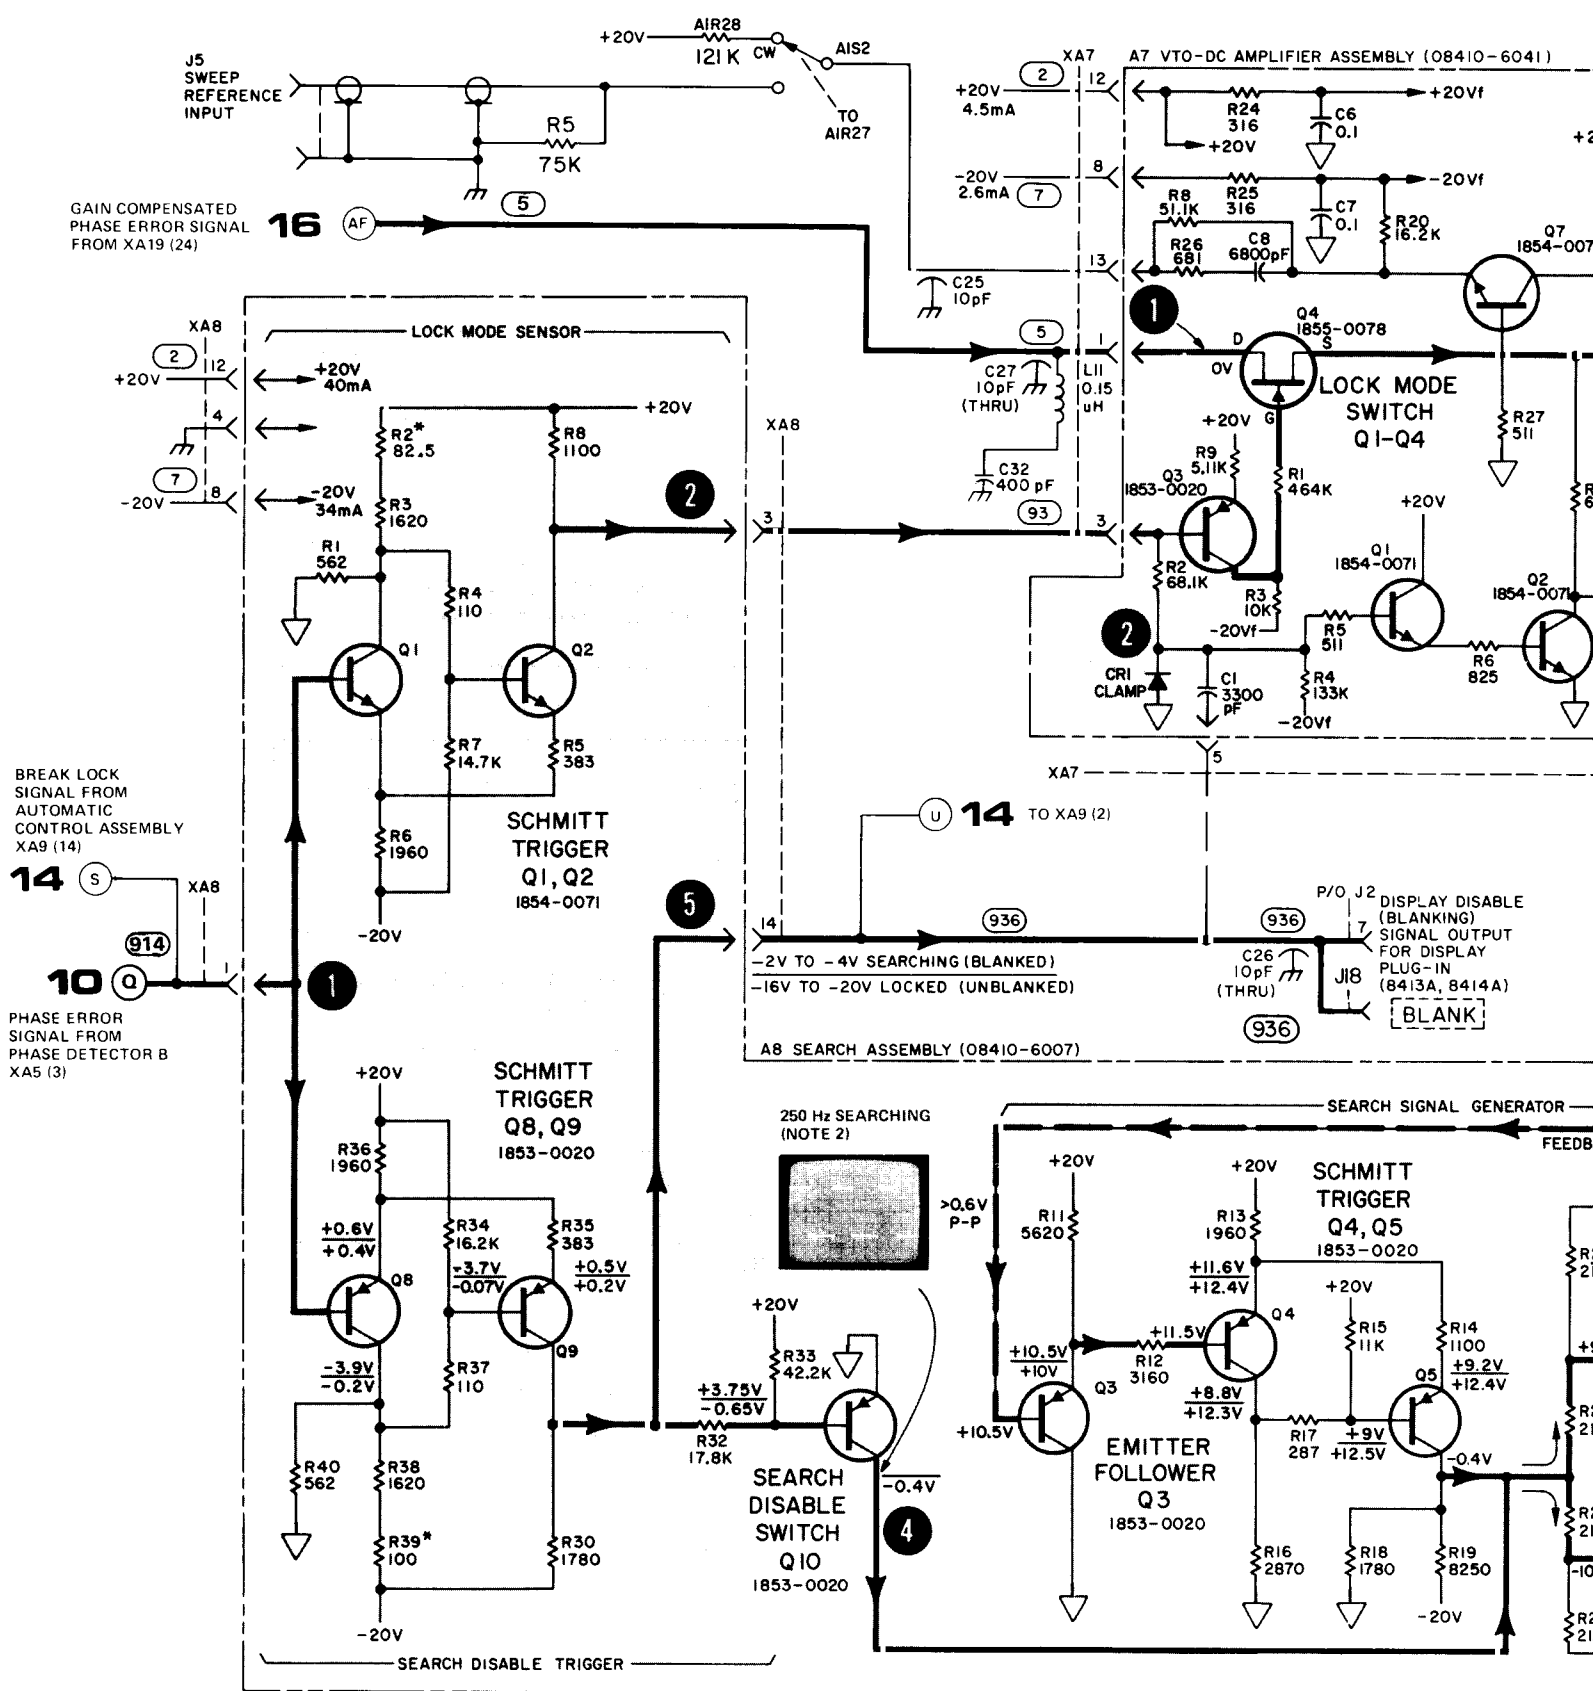 AIR28
+20V
121 K
CW
AIS2
J5
SWEEP
REFERENCE
INPUT
TO
AIR27
R5
75K
XA7
A7 VTO-DC AMPLIFIER ASSEMBLY (08410-6041)
2
12
+20V
4.5mA
R24
316
C6
0.1
+20Vf
+20V
8
-20V
2.6mA
7
R25
316
C7
0.1
-20Vf
R8
51.1K
R26
681
C8
6800pF
R20
16.2K
Q7
1854-007
13
C25
10pF
GAIN COMPENSATED
PHASE ERROR SIGNAL
FROM XA19 (24)
16
AF
5
5
1
1
D
OV
Q4
1855-0078
S
G
LOCK MODE
SWITCH
Q1-Q4
C27
10pF
(THRU)
L11
0.15
uH
C32
400 pF
R27
511
+20V
R9
5.11K
Q3
1853-0020
R1
464K
93
3
R2
68.1K
R3
10K
-20Vf
+20V
Q1
1854-0071
Q2
1854-0071
R5
511
R6
825
2
CR1
CLAMP
C1
3300
pF
R4
133K
-20Vf
5
XA7
XA8
LOCK MODE SENSOR
2
12
+20V
+20V
40mA
4
7
8
-20V
-20V
34mA
R2*
82.5
R8
1100
+20V
R3
1620
R1
562
R4
110
2
XA8
3
Q1
Q2
R7
14.7K
R5
383
R6
1960
-20V
SCHMITT
TRIGGER
Q1, Q2
1854-0071
BREAK LOCK
SIGNAL FROM
AUTOMATIC
CONTROL ASSEMBLY
XA9 (14)
14
S
XA8
914
10
Q
1
1
PHASE ERROR
SIGNAL FROM
PHASE DETECTOR B
XA5 (3)
U
14
TO XA9 (2)
5
14
936
936
-2V TO -4V SEARCHING (BLANKED)
-16V TO -20V LOCKED (UNBLANKED)
C26
10pF
(THRU)
936
P/O J2
7
DISPLAY DISABLE
(BLANKING)
SIGNAL OUTPUT
FOR DISPLAY
PLUG-IN
(8413A, 8414A)
J18
BLANK
A8 SEARCH ASSEMBLY (08410-6007)
SCHMITT
TRIGGER
Q8, Q9
1853-0020
+20V
R36
1960
+0.6V
+0.4V
R34
16.2K
R35
383
-3.7V
-0.07V
+0.5V
+0.2V
Q8
Q9
-3.9V
-0.2V
R37
110
R40
562
R38
1620
R39*
100
R30
1780
-20V
SEARCH DISABLE TRIGGER
250 Hz SEARCHING
(NOTE 2)
+20V
R33
42.2K
+3.75V
-0.65V
R32
17.8K
-0.4V
SEARCH
DISABLE
SWITCH
Q10
1853-0020
4
SEARCH SIGNAL GENERATOR
FEEDB
>0.6V
P-P
+20V
R11
5620
+20V
R13
1960
SCHMITT
TRIGGER
Q4, Q5
1853-0020
+11.6V
+12.4V
+20V
Q4
R15
11K
R14
1100
+11.5V
R12
3160
+10.5V
+10V
Q3
+10.5V
+8.8V
+12.3V
Q5
+9.2V
+12.4V
R17
287
+9V
+12.5V
-0.4V
EMITTER
FOLLOWER
Q3
1853-0020
R16
2870
R18
1780
R19
8250
-20V